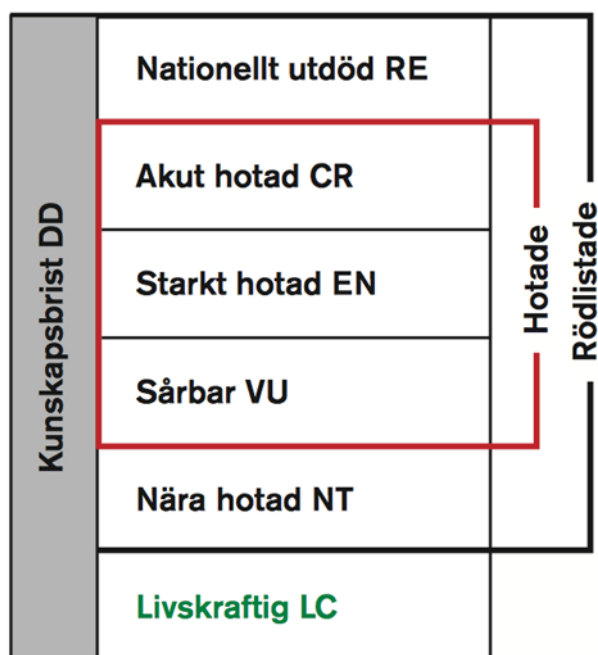 Kunskapsbrist DD
Nationellt utdöd RE
Akut hotad CR
Starkt hotad EN
Sårbar VU
Nära hotad NT
Livskraftig LC
Hotade
Rödlistade